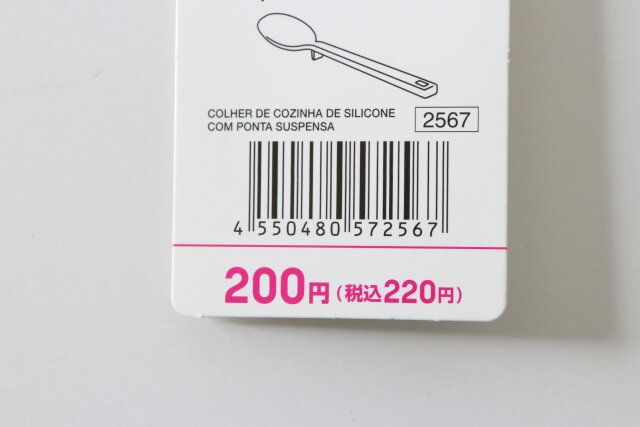 COLHER DE COZINHA DE SILICONE
COM PONTA SUSPENSA
2567
4 550480 572567
200円(税込220円)